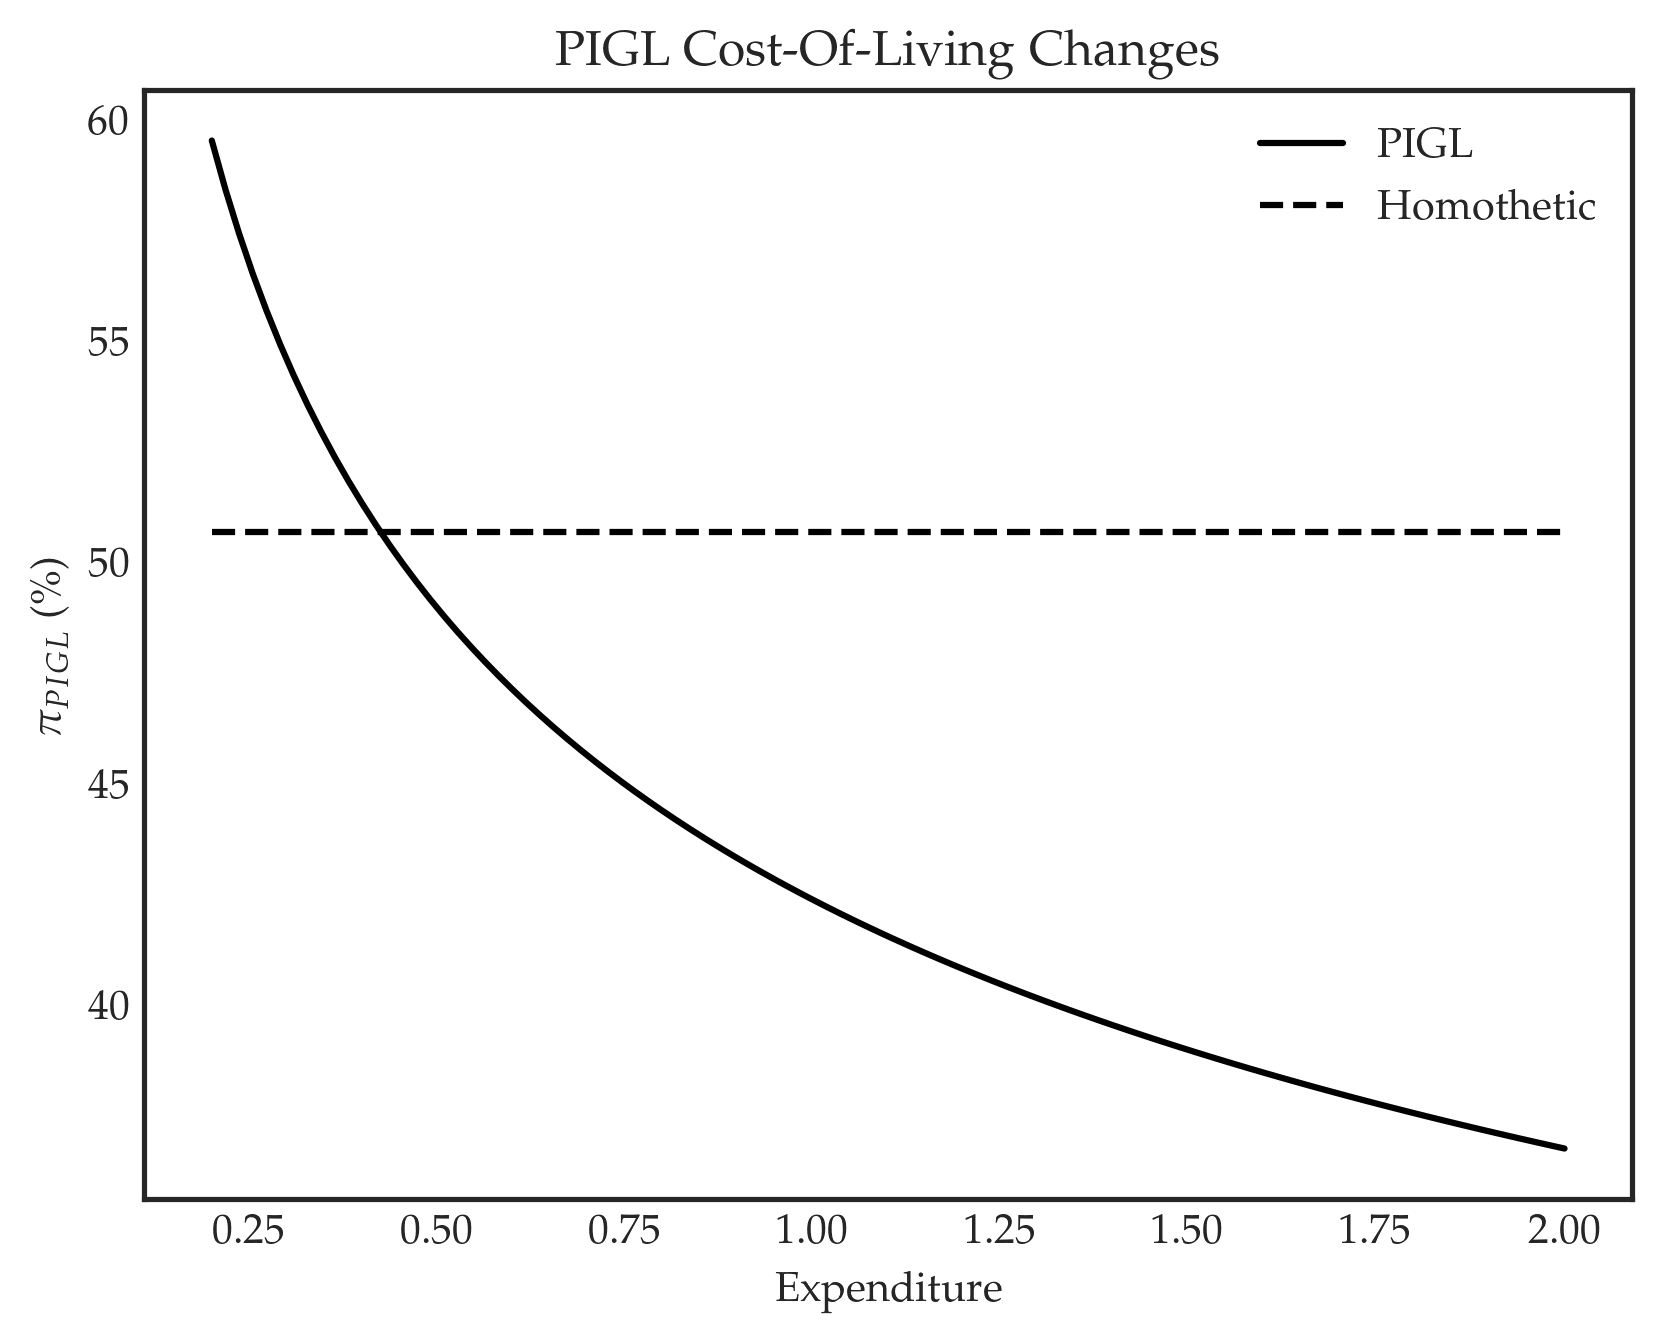 PIGL Cost-Of-Living Changes
60
55
50
45
40
π_PIGL (%)
PIGL
Homothetic
0.25 0.50 0.75 1.00 1.25 1.50 1.75 2.00
Expenditure